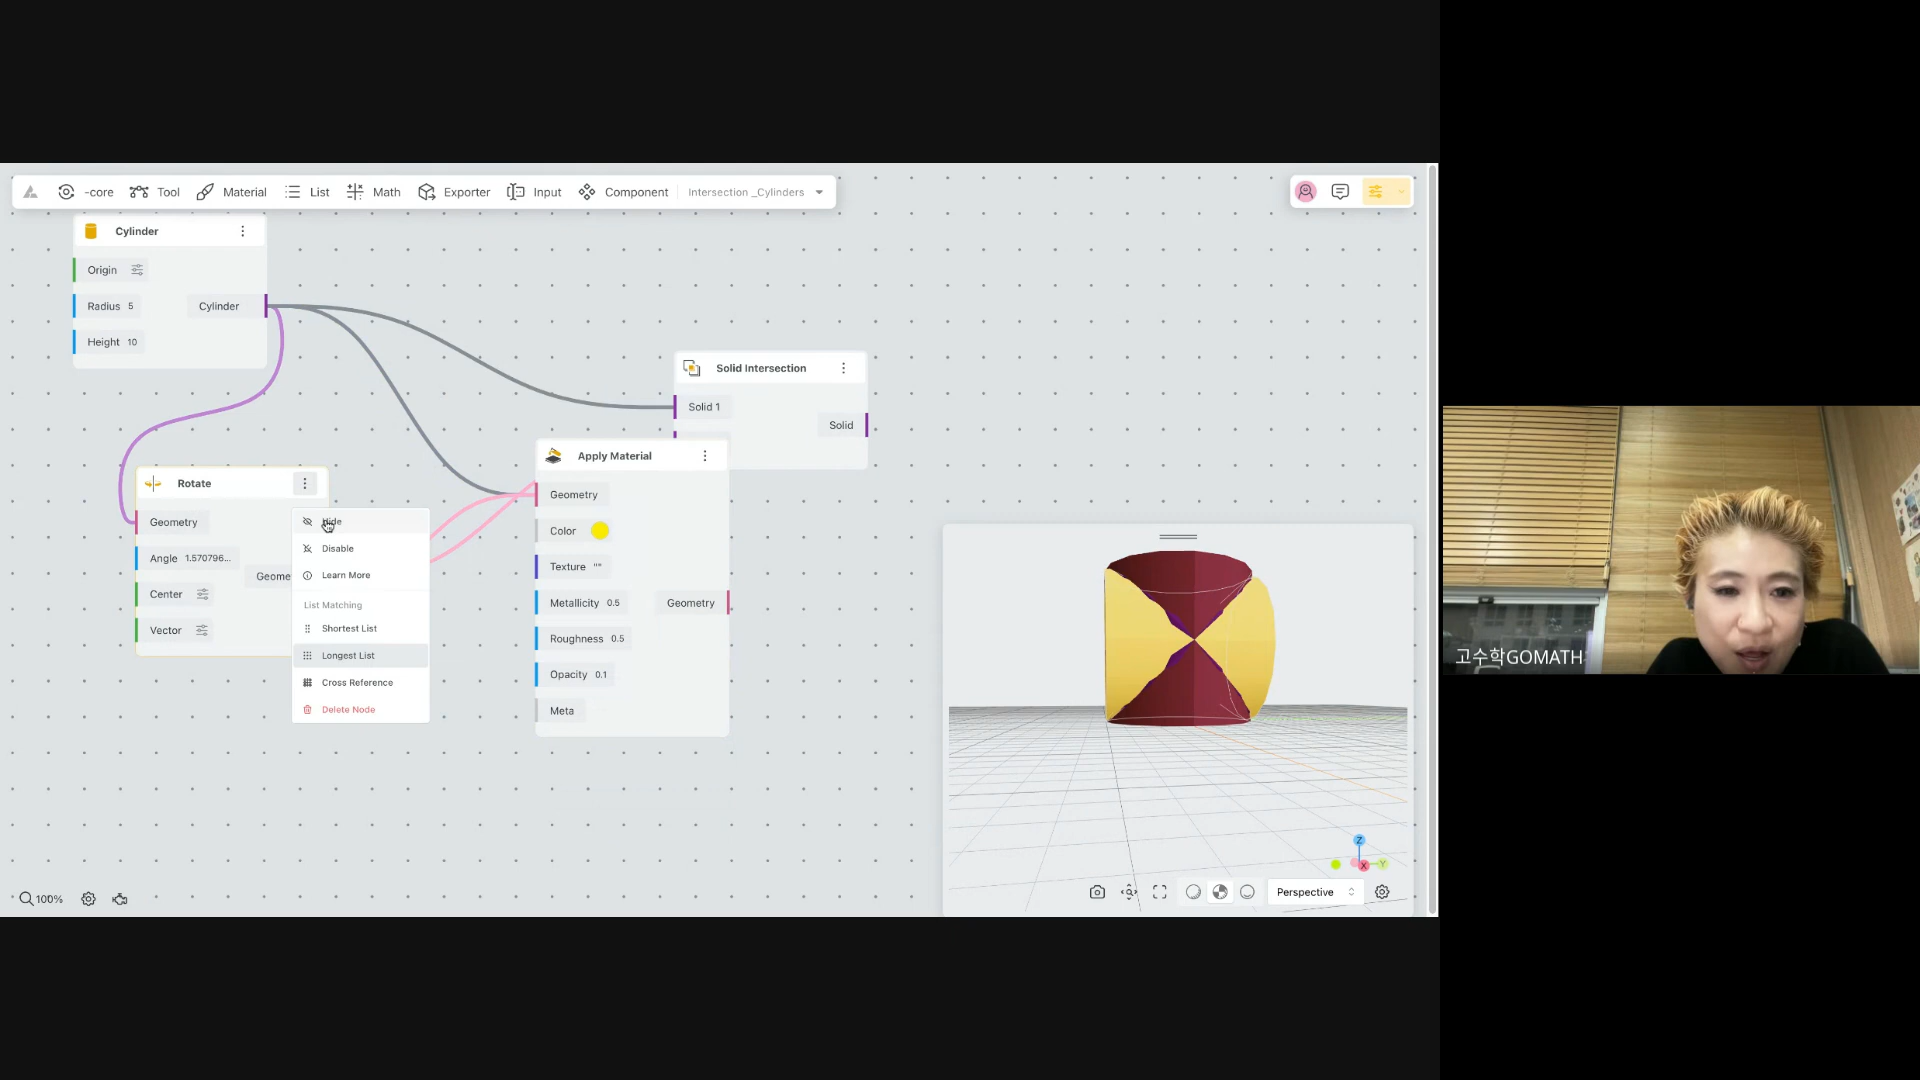 -core
Tool
Material
List
Math
Exporter
Input
Component
Intersection _Cylinders
Cylinder
Origin
Radius 5
Cylinder
Height 10
Solid Intersection
Solid 1
Solid
Apply Material
Geometry
Color
Texture ""
Metallicity 0.5
Geometry
Roughness 0.5
Opacity 0.1
Meta
Rotate
Geometry
Angle 1.570796...
Geome
Center
Vector
Hide
Disable
Learn More
List Matching
Shortest List
Longest List
Cross Reference
Delete Node
Z
X
Y
100%
Perspective
고수학GOMATH